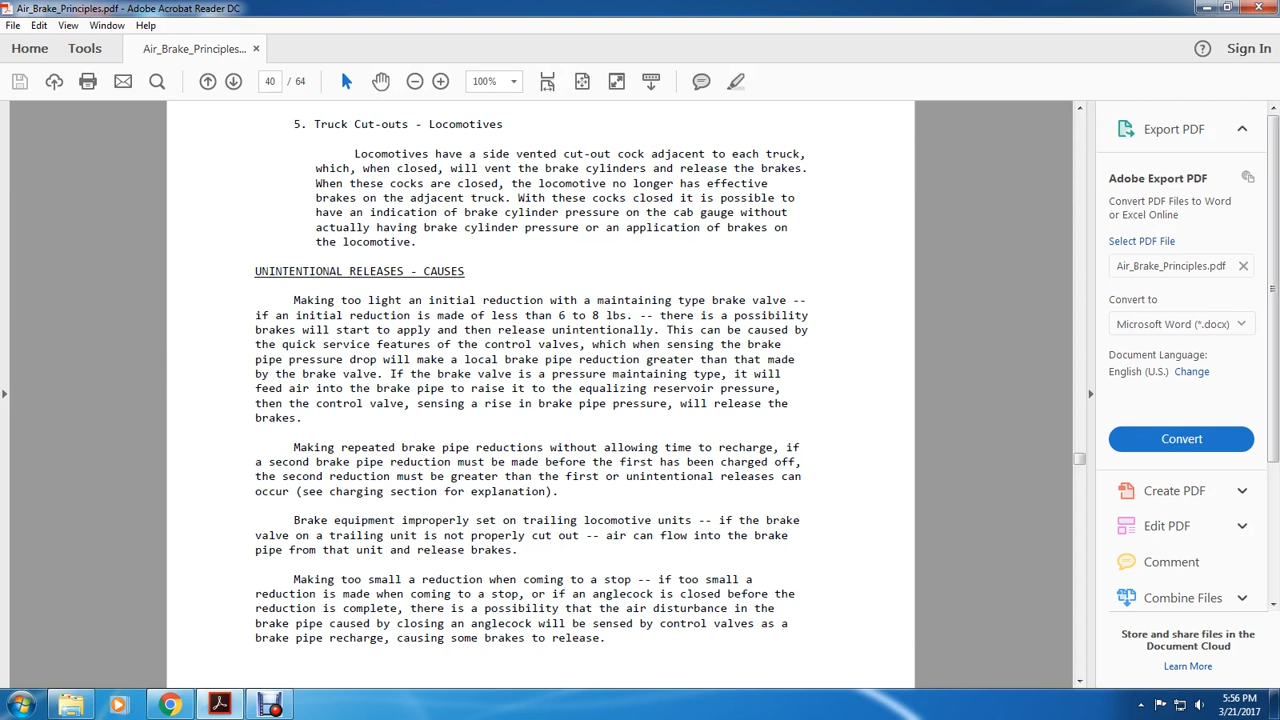 Air_Brake_Principles.pdf - Adobe Acrobat Reader DC
File Edit View Window Help
Home Tools Air_Brake_Principles... × Sign In
40 / 64 100%
5. Truck Cut-outs - Locomotives
Locomotives have a side vented cut-out cock adjacent to each truck,
which, when closed, will vent the brake cylinders and release the brakes.
When these cocks are closed, the locomotive no longer has effective
brakes on the adjacent truck. With these cocks closed it is possible to
have an indication of brake cylinder pressure on the cab gauge without
actually having brake cylinder pressure or an application of brakes on
the locomotive.
UNINTENTIONAL RELEASES - CAUSES
Making too light an initial reduction with a maintaining type brake valve --
if an initial reduction is made of less than 6 to 8 lbs. -- there is a possibility
brakes will start to apply and then release unintentionally. This can be caused by
the quick service features of the control valves, which when sensing the brake
pipe pressure drop will make a local brake pipe reduction greater than that made
by the brake valve. If the brake valve is a pressure maintaining type, it will
feed air into the brake pipe to raise it to the equalizing reservoir pressure,
then the control valve, sensing a rise in brake pipe pressure, will release the
brakes.
Making repeated brake pipe reductions without allowing time to recharge, if
a second brake pipe reduction must be made before the first has been charged off,
the second reduction must be greater than the first or unintentional releases can
occur (see charging section for explanation).
Brake equipment improperly set on trailing locomotive units -- if the brake
valve on a trailing unit is not properly cut out -- air can flow into the brake
pipe from that unit and release brakes.
Making too small a reduction when coming to a stop -- if too small a
reduction is made when coming to a stop, or if an anglecock is closed before the
reduction is complete, here is a possibility that the air disturbance in the
brake pipe caused by closing an anglecock will be sensed by control valves as a
brake pipe recharge, causing some brakes to release.
Export PDF
Adobe Export PDF
Convert PDF Files to Word
or Excel Online
Select PDF File
Air_Brake_Principles.pdf
Convert to
Microsoft Word (*.docx)
Document Language:
English (U.S.) Change
Convert
Create PDF
Edit PDF
Comment
Combine Files
Store and share files in the
Document Cloud
Learn More
5:56 PM
3/21/2017